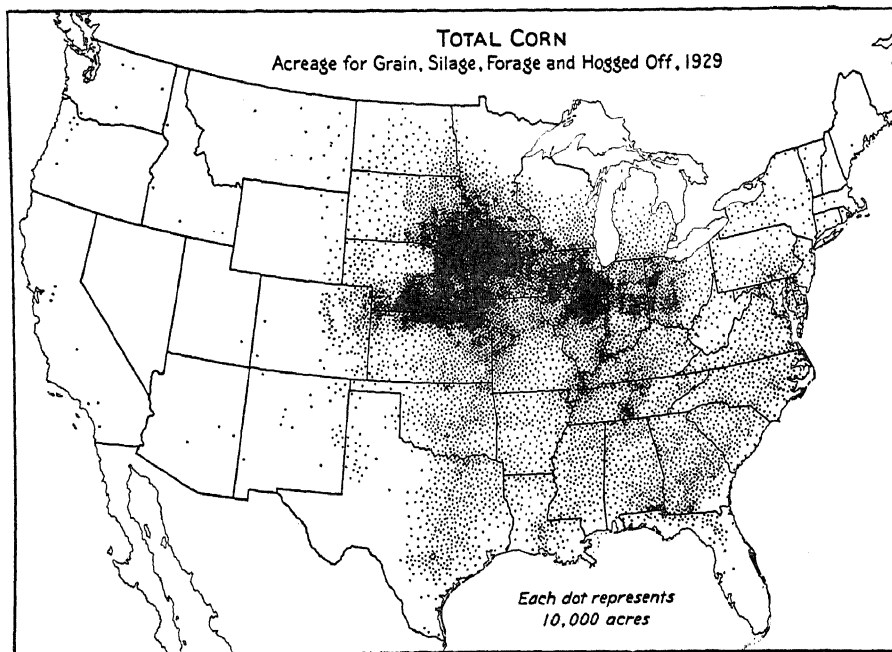 TOTAL CORN
Acreage for Grain, Silage, Forage and Hogged Off, 1929
Each dot represents
10,000 acres